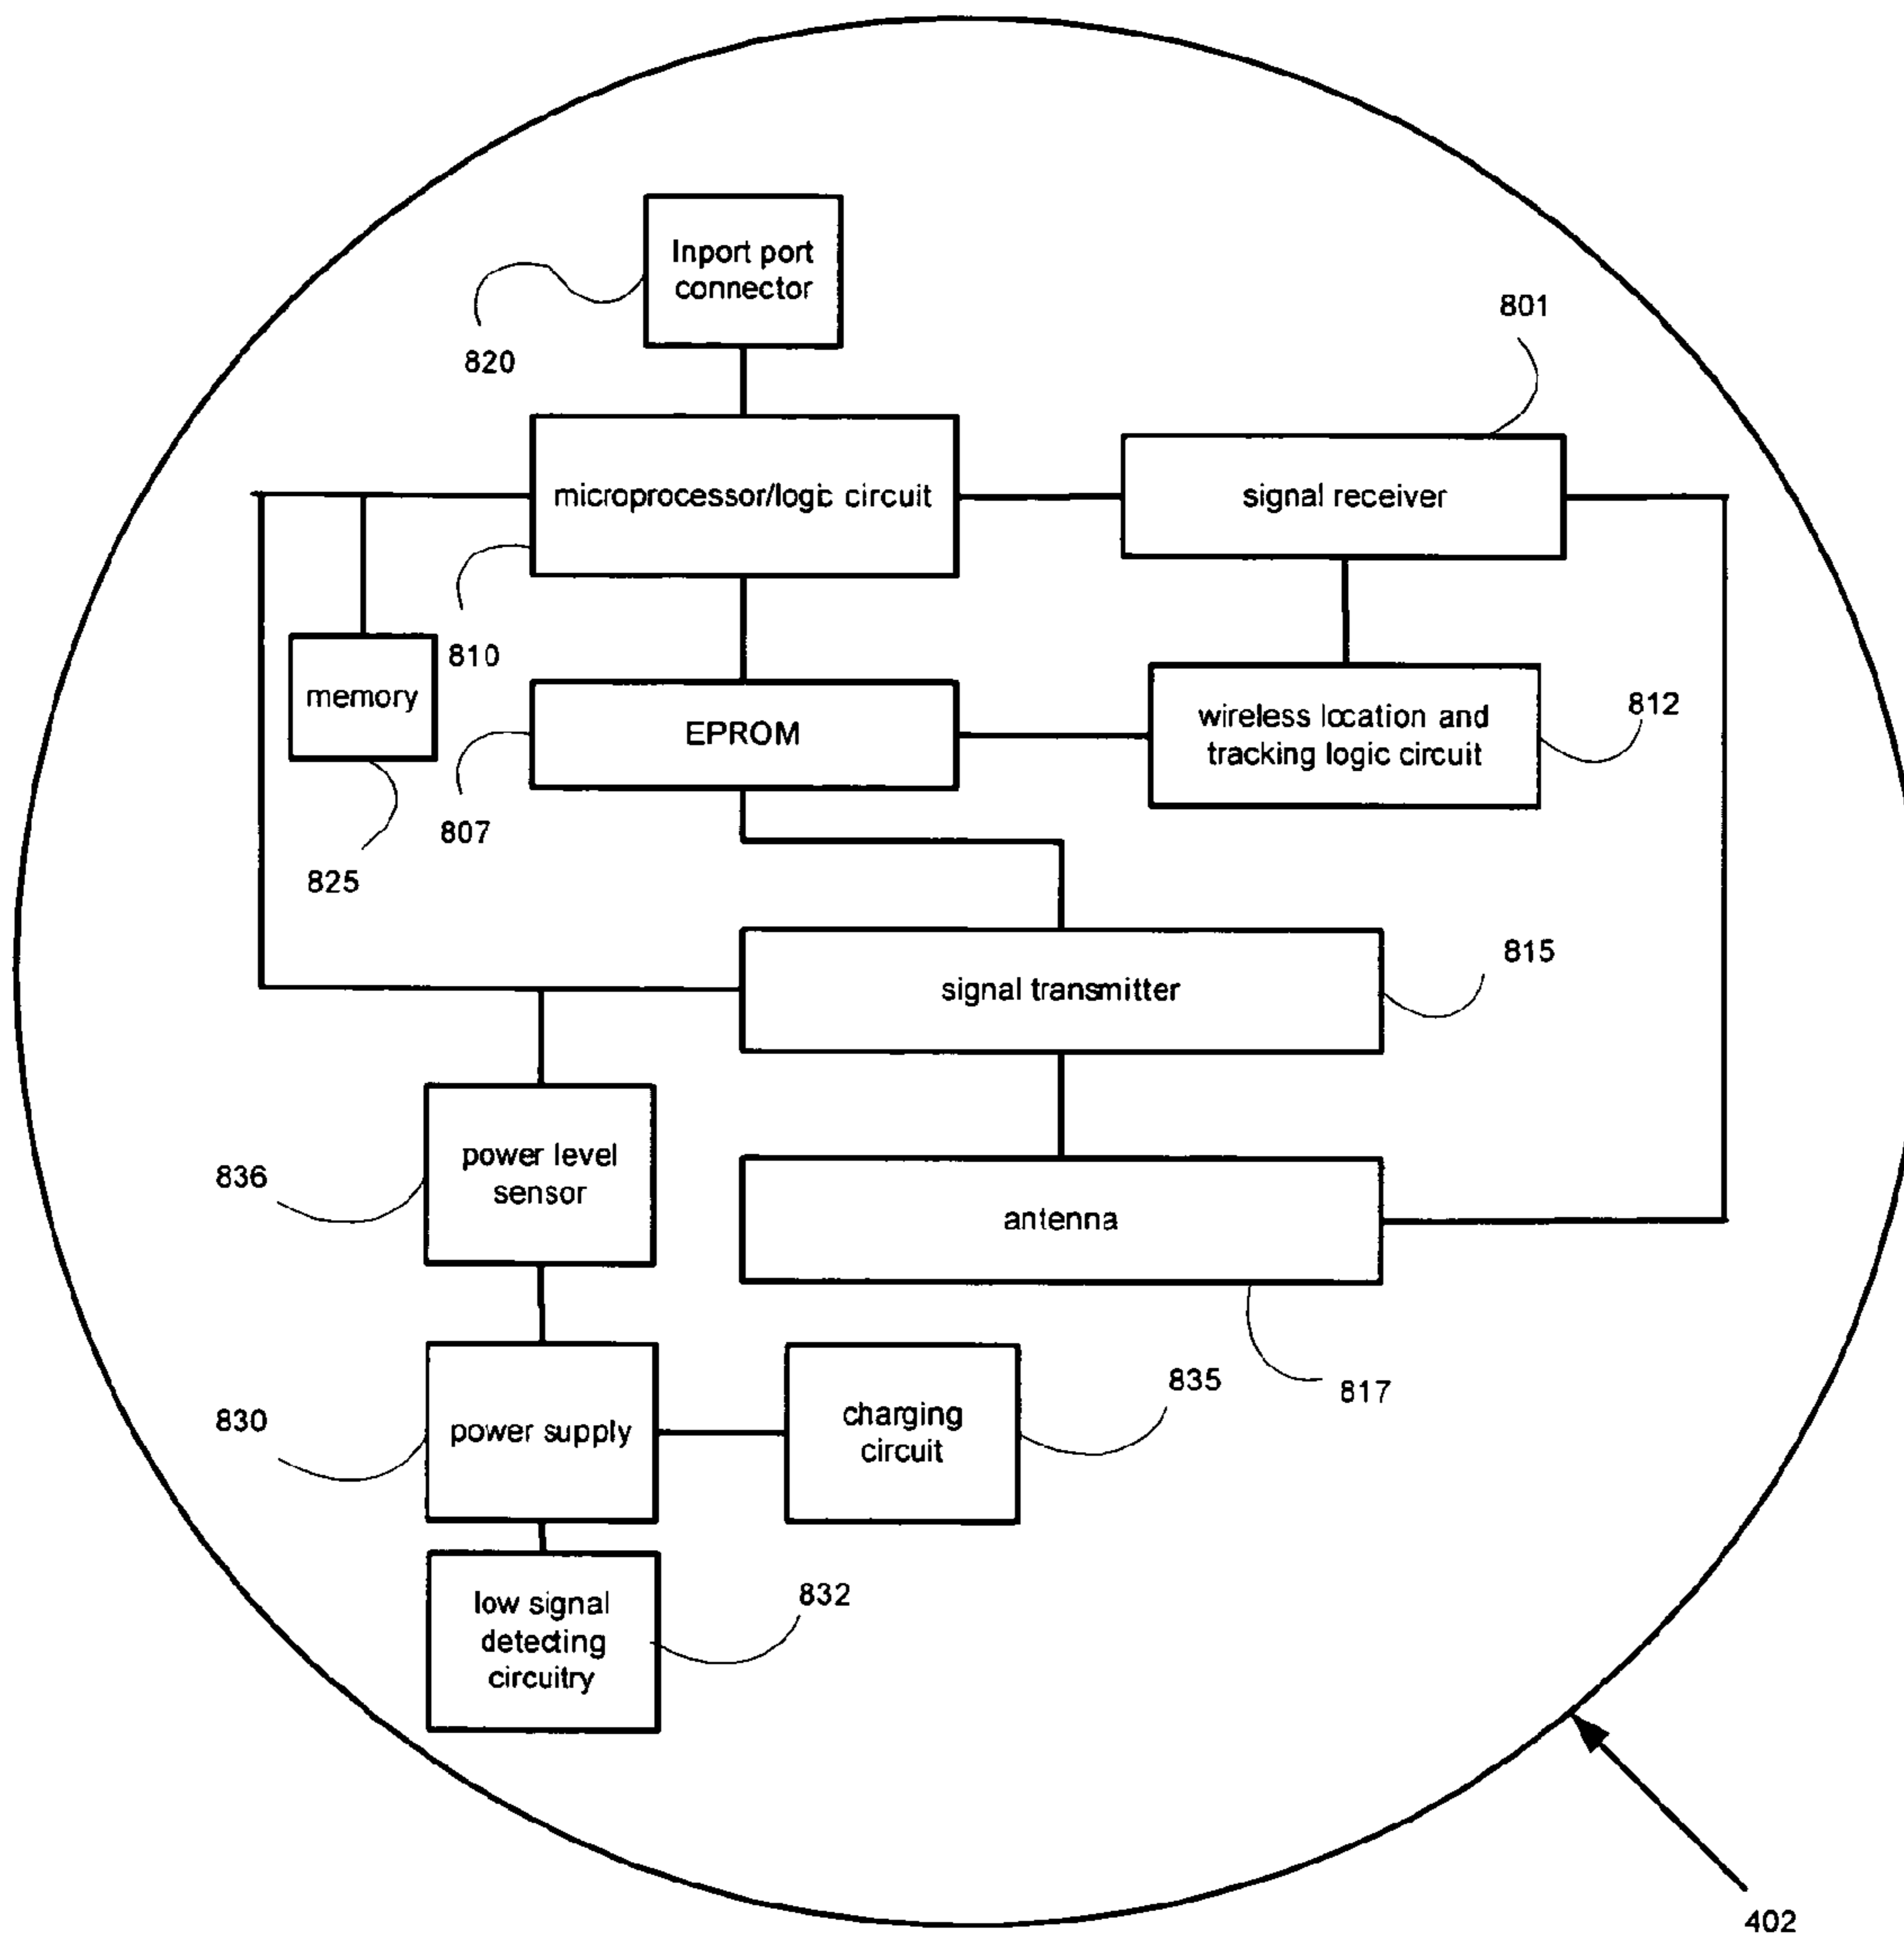 Inport port
connector
820
801
microprocessor/logic circuit
signal receiver
810
memory
825
EPROM
807
wireless location and
tracking logic circuit
812
signal transmitter
815
power level
sensor
836
antenna
817
power supply
830
charging
circuit
835
low signal
detecting
circuitry
832
402